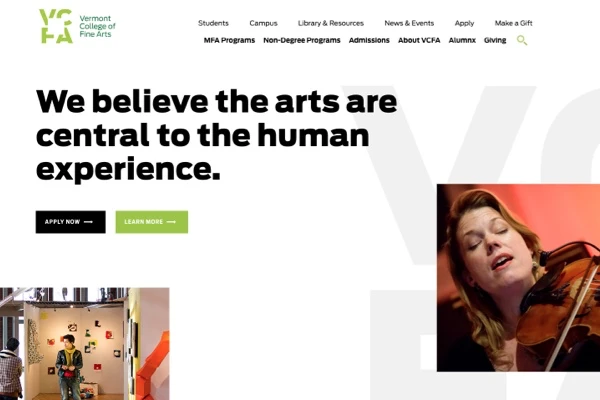 VCFA
Vermont
College of
Fine Arts
Students Campus Library & Resources News & Events Apply Make a Gift
MFA Programs Non-Degree Programs Admissions About VCFA Alumnx Giving
We believe the arts are
central to the human
experience.
APPLY NOW LEARN MORE